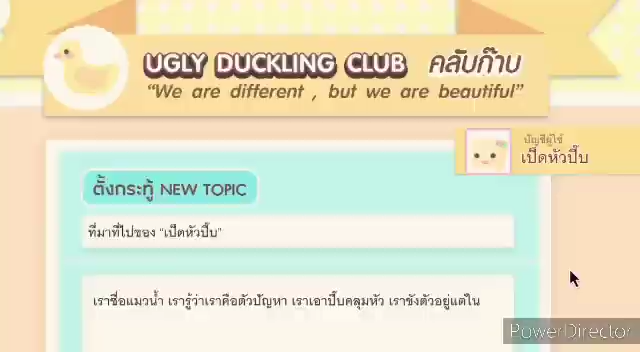 UGLY DUCKLING CLUB คลับก๊าบ
"We are different , but we are beautiful"
บัญชีผู้ใช้
เป็ดหัวปี๊บ
ตั้งกระทู้ NEW TOPIC
ที่มาที่ไปของ "เป็ดหัวปี๊บ"
เราชื่อแมวน้ำ เรารู้ว่าเราคือตัวปัญหา เราเอาปี๊บคลุมหัว เราขังตัวอยู่แต่ใน
PowerDirector